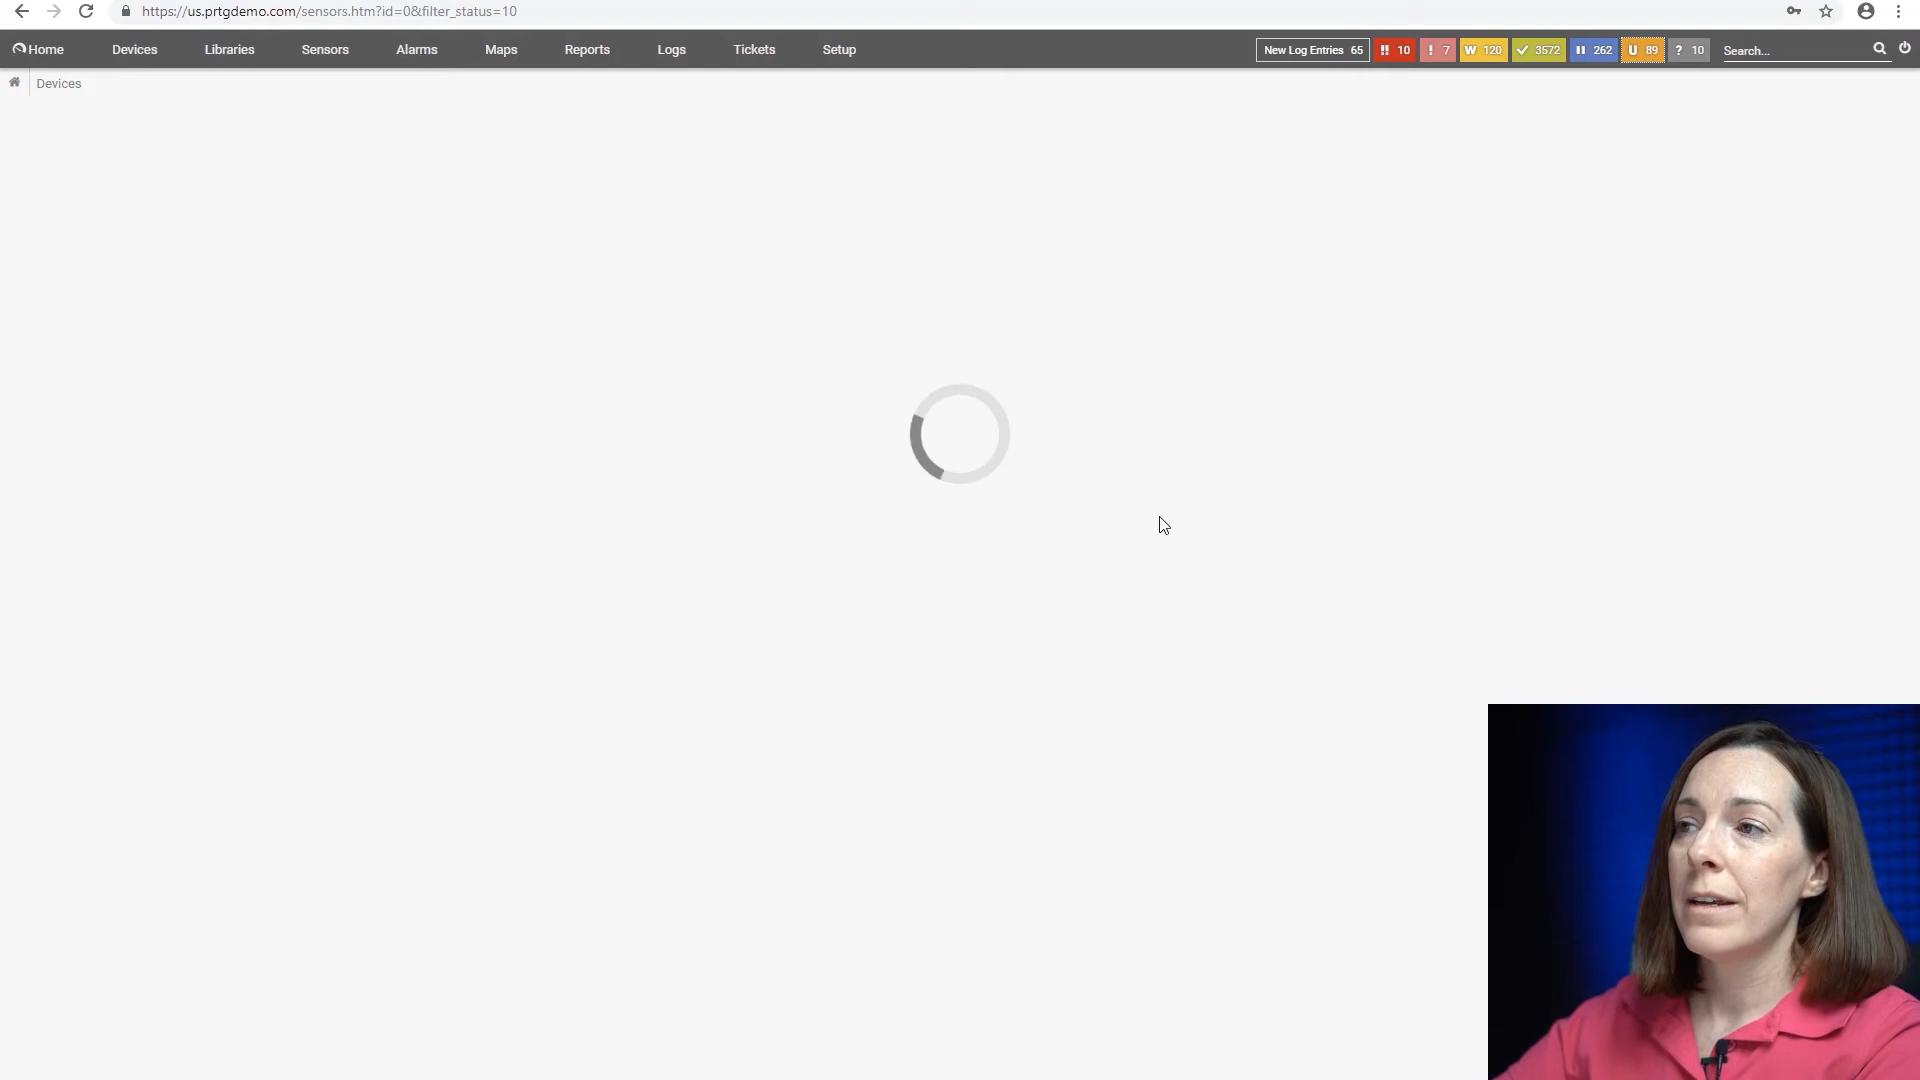 https://us.prtgdemo.com/sensors.htm?id=0&filter_status=10
Home Devices Libraries Sensors Alarms Maps Reports Logs Tickets Setup New Log Entries 65 !! 10 ! 7 W 120 3572 262 U 89 ? 10 Search...
Devices